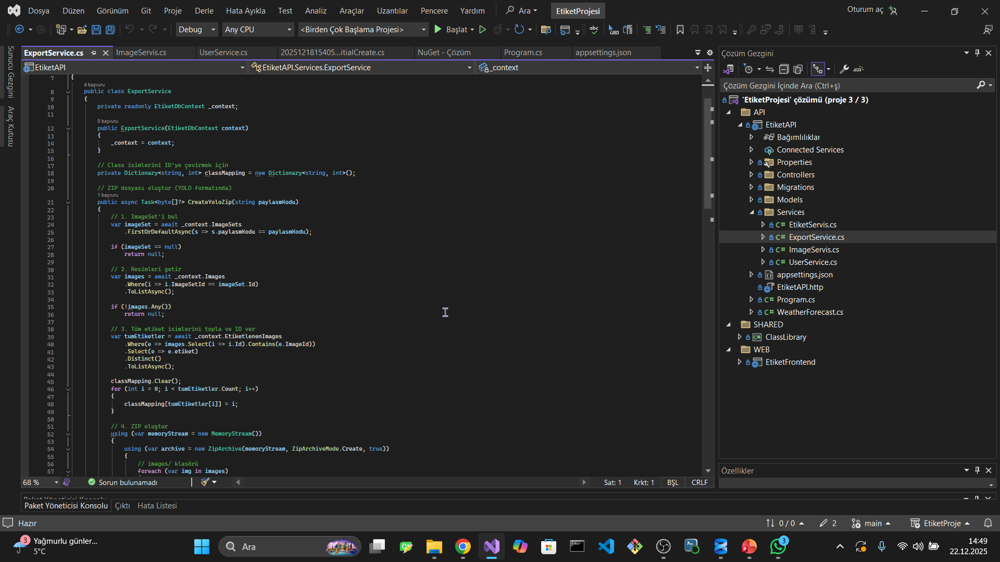 Dosya Düzen Görünüm Git Proje Derle Hata Ayıkla Test Analiz Araçlar Uzantılar Pencere Yardım Ara EtiketProjesi Oturum aç
Debug Any CPU <Birden Çok Başlama Projesi> Başlat
Sunucu Gezgini
Araç Kutusu
ExportService.cs ImageServis.cs UserService.cs 2025121815405...itialCreate.cs NuGet - Çözüm Program.cs appsettings.json
EtiketAPI EtiketAPI.Services.ExportService _context
7 {
4 başvuru
8 public class ExportService
9 {
10 private readonly EtiketDbContext _context;
11
0 başvuru
12 public ExportService(EtiketDbContext context)
13 {
14 _context = context;
15 }
16
17 // Class isimlerini ID'ye çevirmek için
18 private Dictionary<string, int> classMapping = new Dictionary<string, int>();
19
20 // ZIP dosyası oluştur (YOLO formatında)
1 başvuru
21 public async Task<byte[]?> CreateYoloZip(string paylasmKodu)
22 {
23 // 1. ImageSet'i bul
24 var imageSet = await _context.ImageSets
25 .FirstOrDefaultAsync(s => s.paylasmKodu == paylasmKodu);
26
27 if (imageSet == null)
28 return null;
29
30 // 2. Resimleri getir
31 var images = await _context.Images
32 .Where(i => i.ImageSetId == imageSet.Id)
33 .ToListAsync();
34
35 if (!images.Any())
36 return null;
37
38 // 3. Tüm etiket isimlerini topla ve ID ver
39 var tumEtiketler = await _context.EtiketlenenImages
40 .Where(e => images.Select(i => i.Id).Contains(e.ImageId))
41 .Select(e => e.etiket)
42 .Distinct()
43 .ToListAsync();
44
45 classMapping.Clear();
46 for (int i = 0; i < tumEtiketler.Count; i++)
47 {
48 classMapping[tumEtiketler[i]] = i;
49 }
50
51 // 4. ZIP oluştur
52 using (var memoryStream = new MemoryStream())
53 {
54 using (var archive = new ZipArchive(memoryStream, ZipArchiveMode.Create, true))
55 {
56 // images/ klasörü
57 foreach (var img in images)
68 % Sorun bulunamadı Sat: 1 Krkt: 1 BŞL CRLF
Çözüm Gezgini
Çözüm Gezgini İçinde Ara (Ctrl+ş)
'EtiketProjesi' çözümü (proje 3 / 3)
API
EtiketAPI
Bağımlılıklar
Connected Services
Properties
Controllers
Migrations
Models
Services
C# EtiketServis.cs
C# ExportService.cs
C# ImageServis.cs
C# UserService.cs
appsettings.json
EtiketAPI.http
C# Program.cs
C# WeatherForecast.cs
SHARED
C# ClassLibrary
WEB
EtiketFrontend
Özellikler
Paket Yöneticisi Konsolu
Paket Yöneticisi Konsolu Çıktı Hata Listesi
Hazır 0 / 0 2 main EtiketProje
3 Yağmurlu günler...
5°C
Ara
3
14:49
22.12.2025